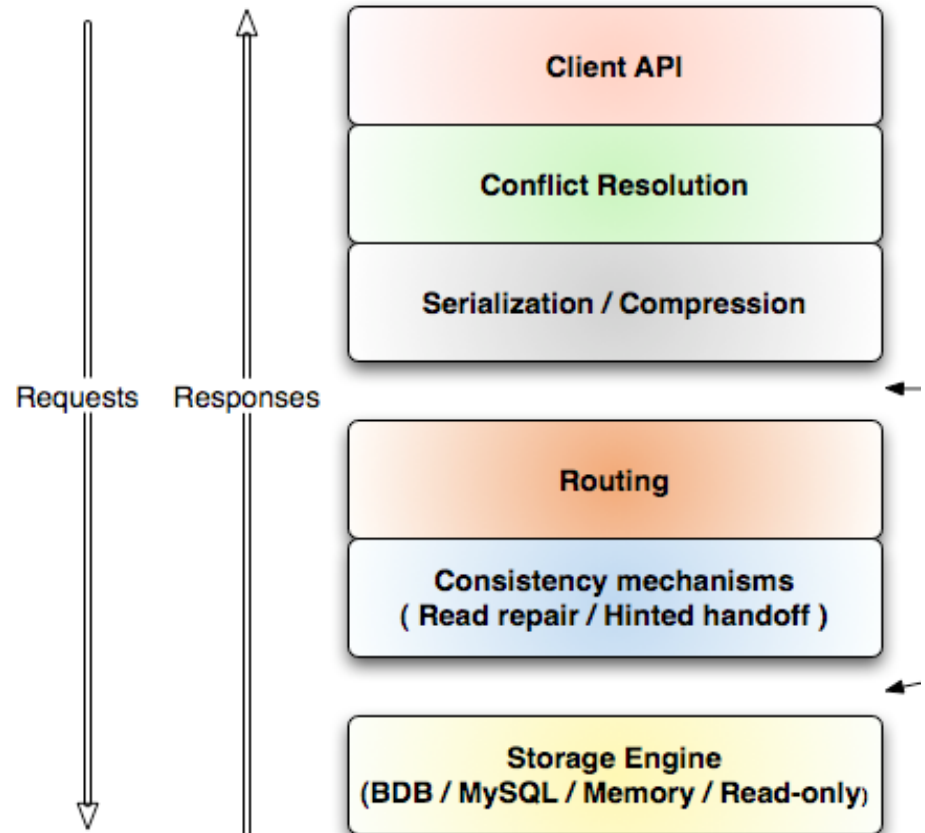 Client API
Conflict Resolution
Serialization / Compression
Requests
Responses
Routing
Consistency mechanisms
( Read repair / Hinted handoff )
Storage Engine
(BDB / MySQL / Memory / Read-only)